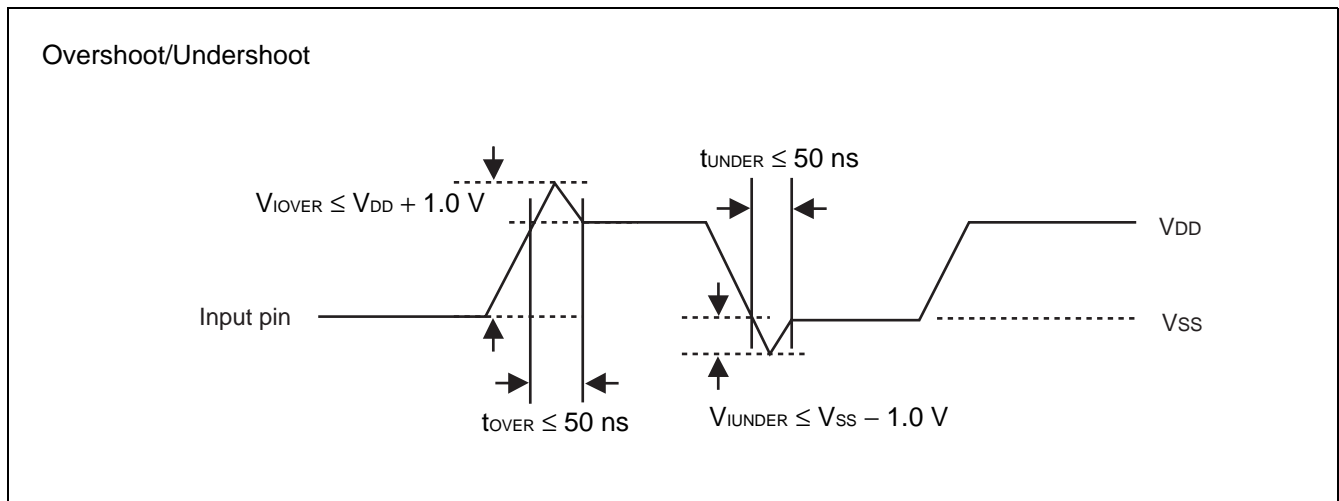 Overshoot/Undershoot
tUNDER ≤ 50 ns
VIOVER ≤ VDD + 1.0 V
VDD
Input pin
VSS
tOVER ≤ 50 ns
VIUNDER ≤ VSS − 1.0 V